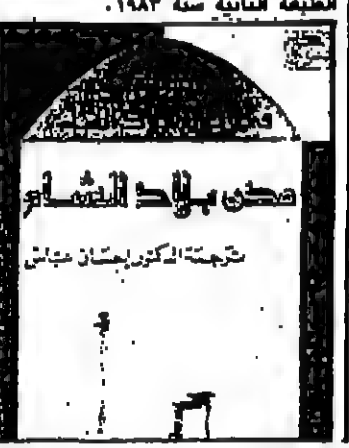 الطبعة الثانية سنة ١٩٨٣.
مدن بلاد الشام
ترجمة الدكتور إحسان عباس